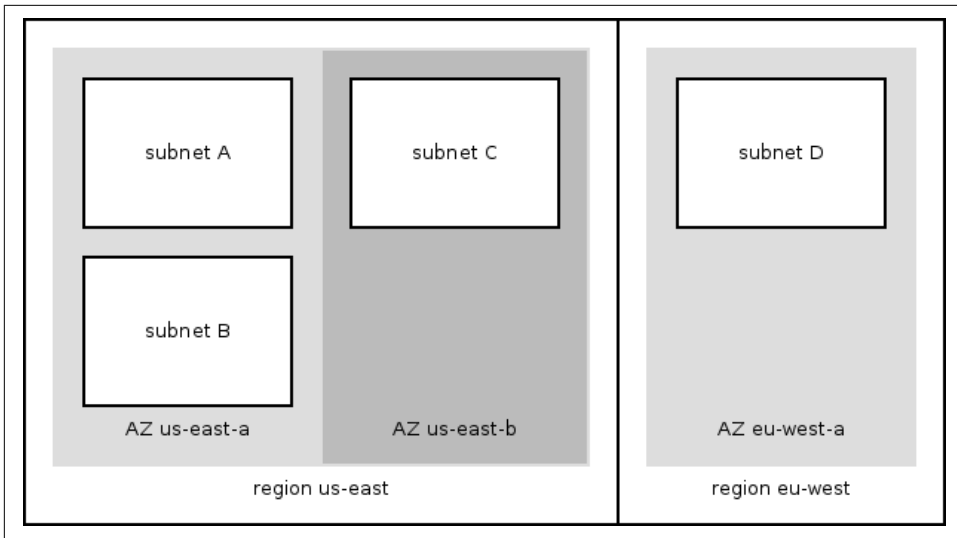 subnet A
subnet C
subnet D
subnet B
AZ us-east-a
AZ us-east-b
AZ eu-west-a
region us-east
region eu-west